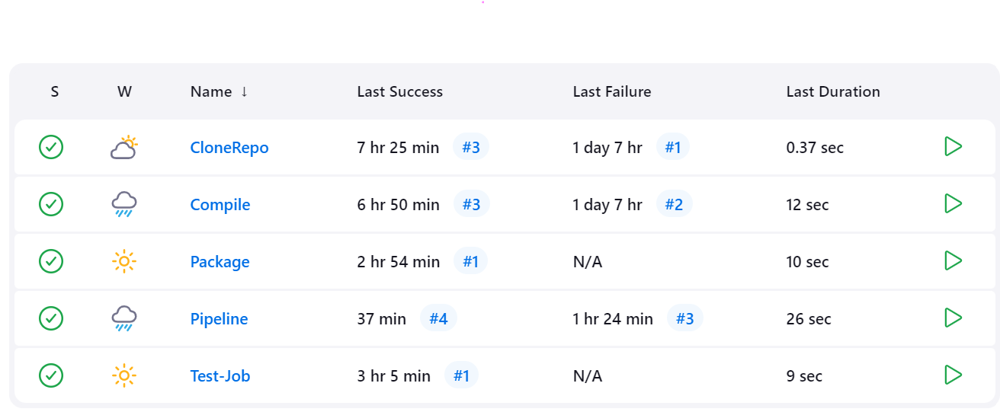 S W Name ↓ Last Success Last Failure Last Duration
CloneRepo 7 hr 25 min #3 1 day 7 hr #1 0.37 sec
Compile 6 hr 50 min #3 1 day 7 hr #2 12 sec
Package 2 hr 54 min #1 N/A 10 sec
Pipeline 37 min #4 1 hr 24 min #3 26 sec
Test-Job 3 hr 5 min #1 N/A 9 sec